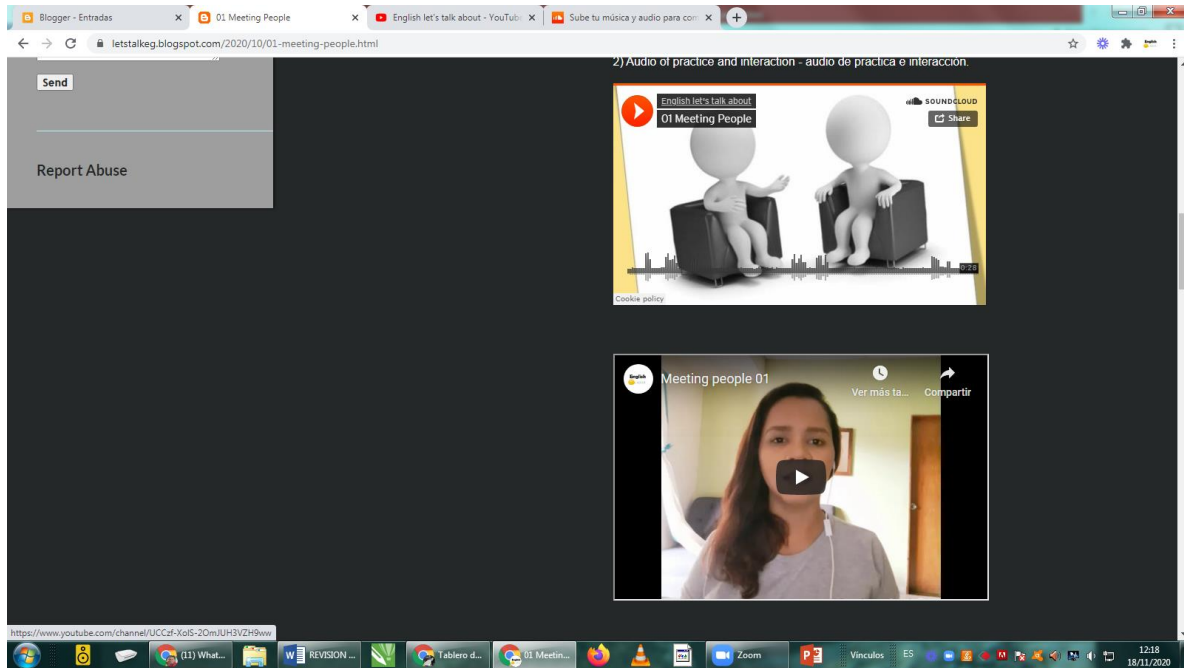 Blogger - Entradas
01 Meeting People
English let's talk about - YouTub
Sube tu música y audio para com
letstalkeg.blogspot.com/2020/10/01-meeting-people.html
Send
Report Abuse
2) Audio of practice and interaction - audio de practica e interacción.
English let's talk about
01 Meeting People
SOUNDCLOUD
Share
0:28
Cookie policy
English
Meeting people 01
Ver más ta...
Compartir
https://www.youtube.com/channel/UCCzf-XolS-2OmJUH3VZH9ww
(11) What...
REVISION ...
Tablero d...
01 Meetin...
Zoom
Vínculos
ES
12:18
18/11/2020